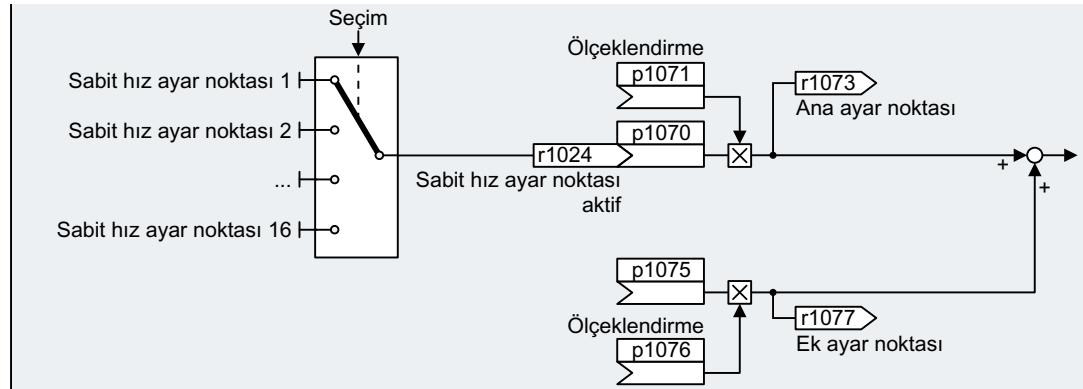 Seçim
Sabit hız ayar noktası 1
Sabit hız ayar noktası 2
...
Sabit hız ayar noktası 16
r1024
Sabit hız ayar noktası
aktif
Ölçeklendirme
p1071
p1070
r1073
Ana ayar noktası
+
+
p1075
Ölçeklendirme
p1076
r1077
Ek ayar noktası